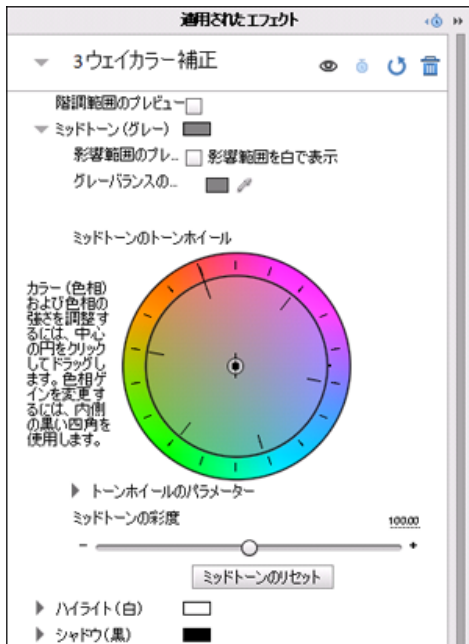 適用されたエフェクト
3ウェイカラー補正
階調範囲のプレビュー
ミッドトーン(グレー)
影響範囲のプレ... 影響範囲を白で表示
グレーバランスの...
ミッドトーンのトーンホイール
カラー(色相)
および色相の
強さを調整す
るには、中心
の円をクリック
してドラッグし
ます。色相ゲ
インを変更す
るには、内側
の黒い四角を
使用します。
トーンホイールのパラメーター
ミッドトーンの彩度 100.00
- +
ミッドトーンのリセット
ハイライト(白)
シャドウ(黒)